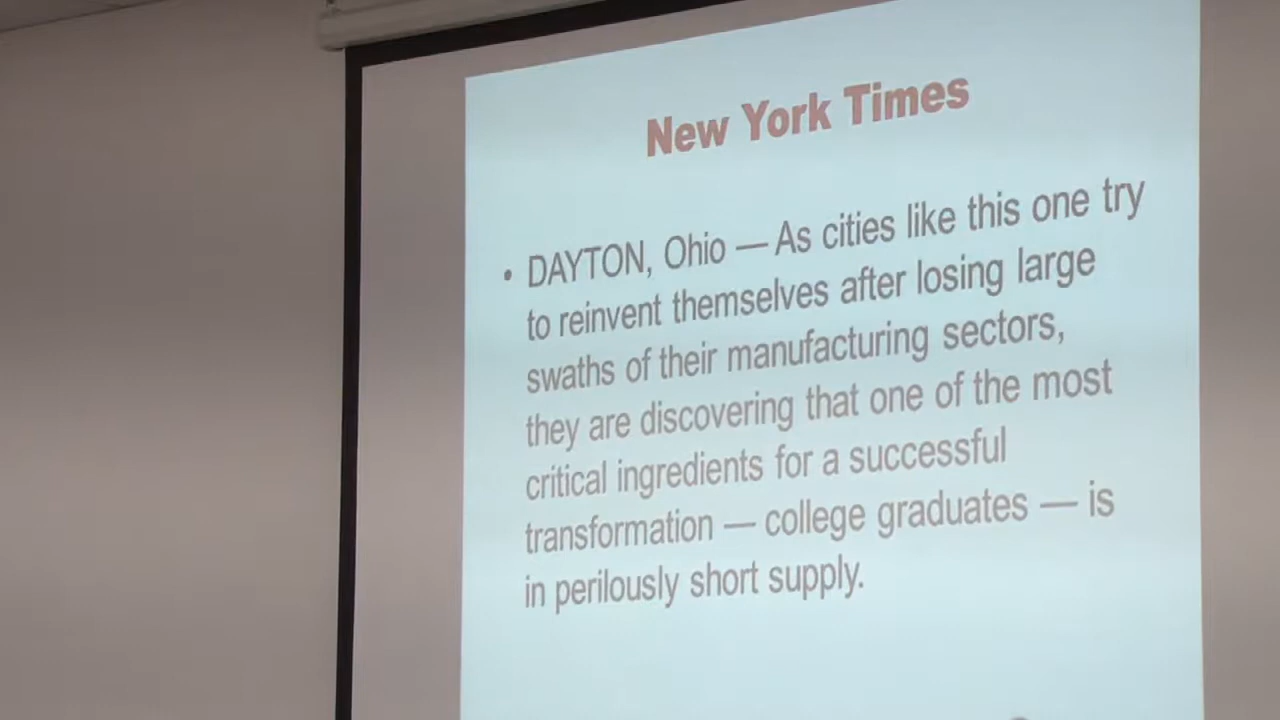 New York Times
• DAYTON, Ohio — As cities like this one try
to reinvent themselves after losing large
swaths of their manufacturing sectors,
they are discovering that one of the most
critical ingredients for a successful
transformation — college graduates — is
in perilously short supply.